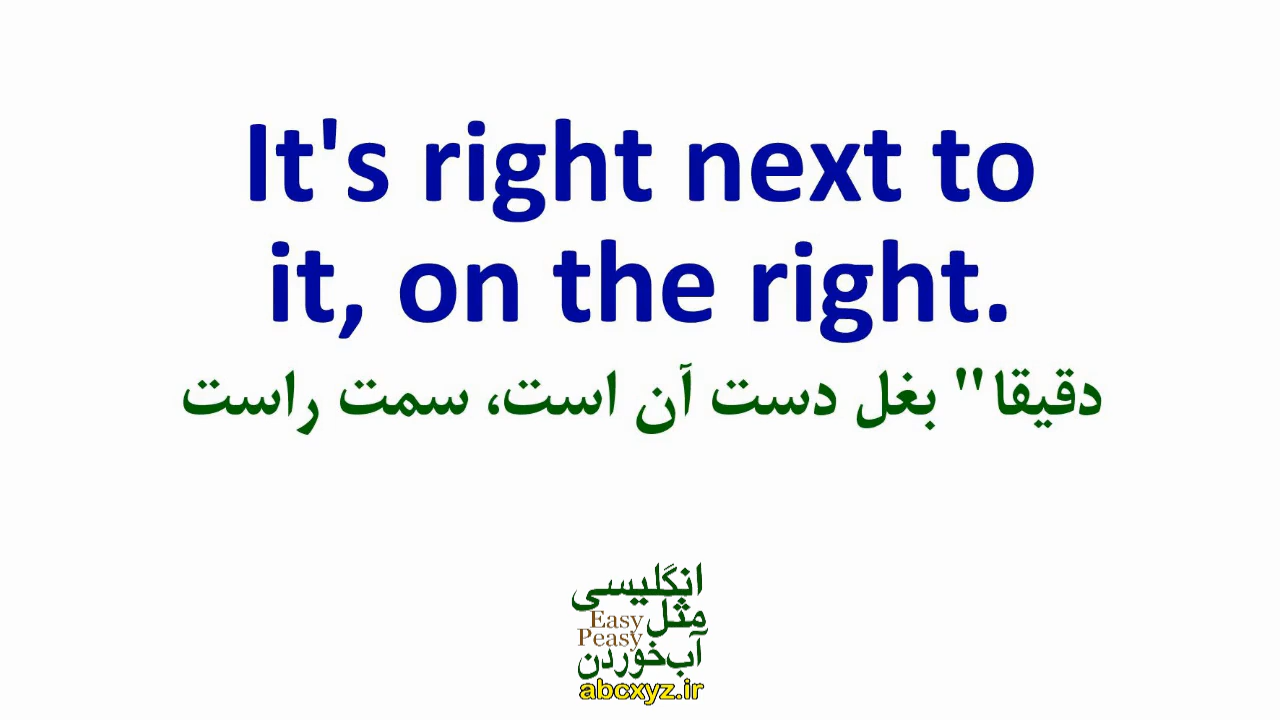 It's right next to
it, on the right.
دقیقا" بغل دست آن است، سمت راست
انگلیسی
مثل
Easy
Peasy
آب‌خوردن
abcxyz.ir